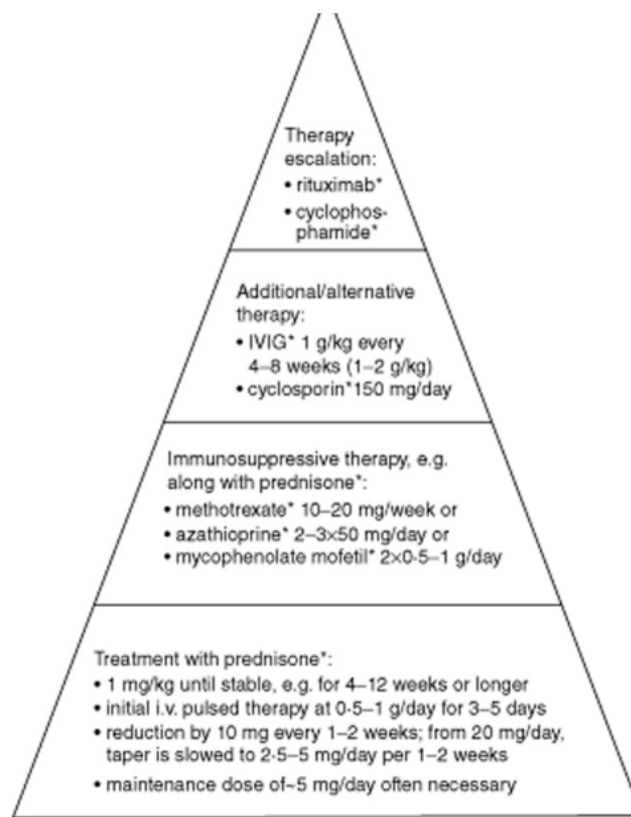 Therapy
escalation:
• rituximab*
• cyclophos-
phamide*
Additional/alternative
therapy:
• IVIG* 1 g/kg every
4–8 weeks (1–2 g/kg)
• cyclosporin*150 mg/day
Immunosuppressive therapy, e.g.
along with prednisone*:
• methotrexate* 10–20 mg/week or
• azathioprine* 2–3×50 mg/day or
• mycophenolate mofetil* 2×0·5–1 g/day
Treatment with prednisone*:
• 1 mg/kg until stable, e.g. for 4–12 weeks or longer
• initial i.v. pulsed therapy at 0·5–1 g/day for 3–5 days
• reduction by 10 mg every 1–2 weeks; from 20 mg/day,
taper is slowed to 2·5–5 mg/day per 1–2 weeks
• maintenance dose of~5 mg/day often necessary